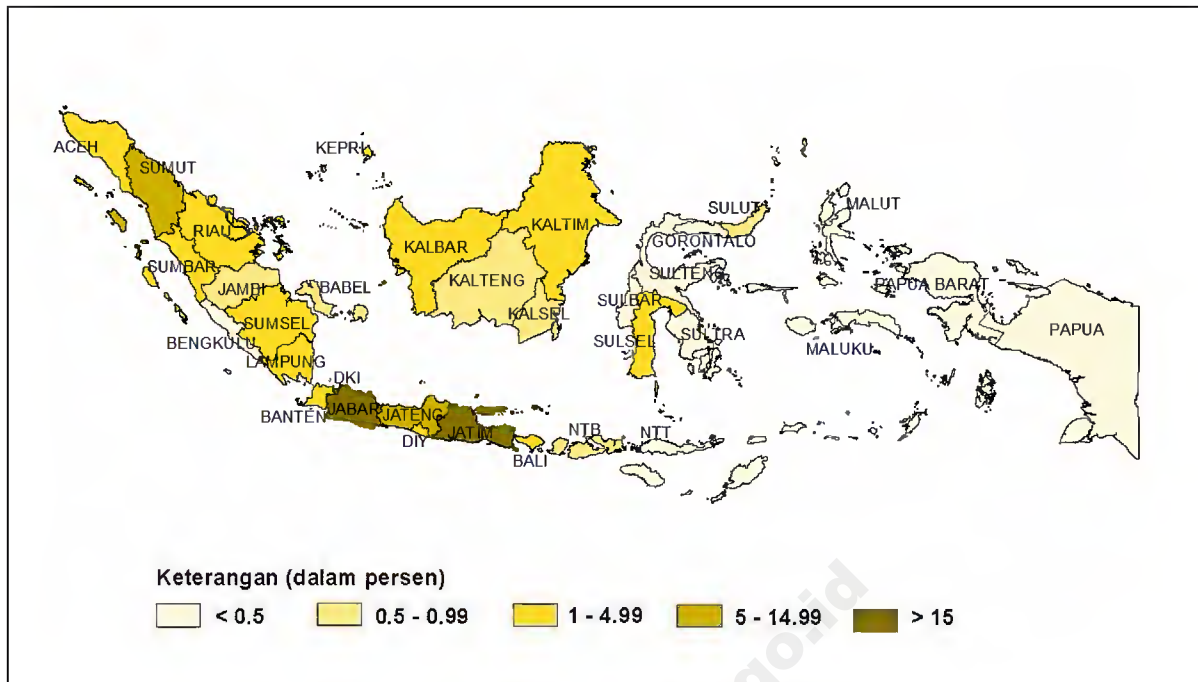 ACEH
SUMUT
KEPRI
RIAU
SUMBAR
JAMBI
BABEL
SUMSEL
BENGKULU
LAMPUNG
DKI
BANTEN
JABAR
JATENG
DIY
JATIM
BALI
NTB
NTT
KALBAR
KALTIM
KALTENG
KALSEL
SULUT
GORONTALO
SULTENG
SULBAR
SULSEL
SULTRA
MALUT
PAPUA BARAT
MALUKU
PAPUA
Keterangan (dalam persen)
< 0.5 0.5 - 0.99 1 - 4.99 5 - 14.99 > 15
go.id